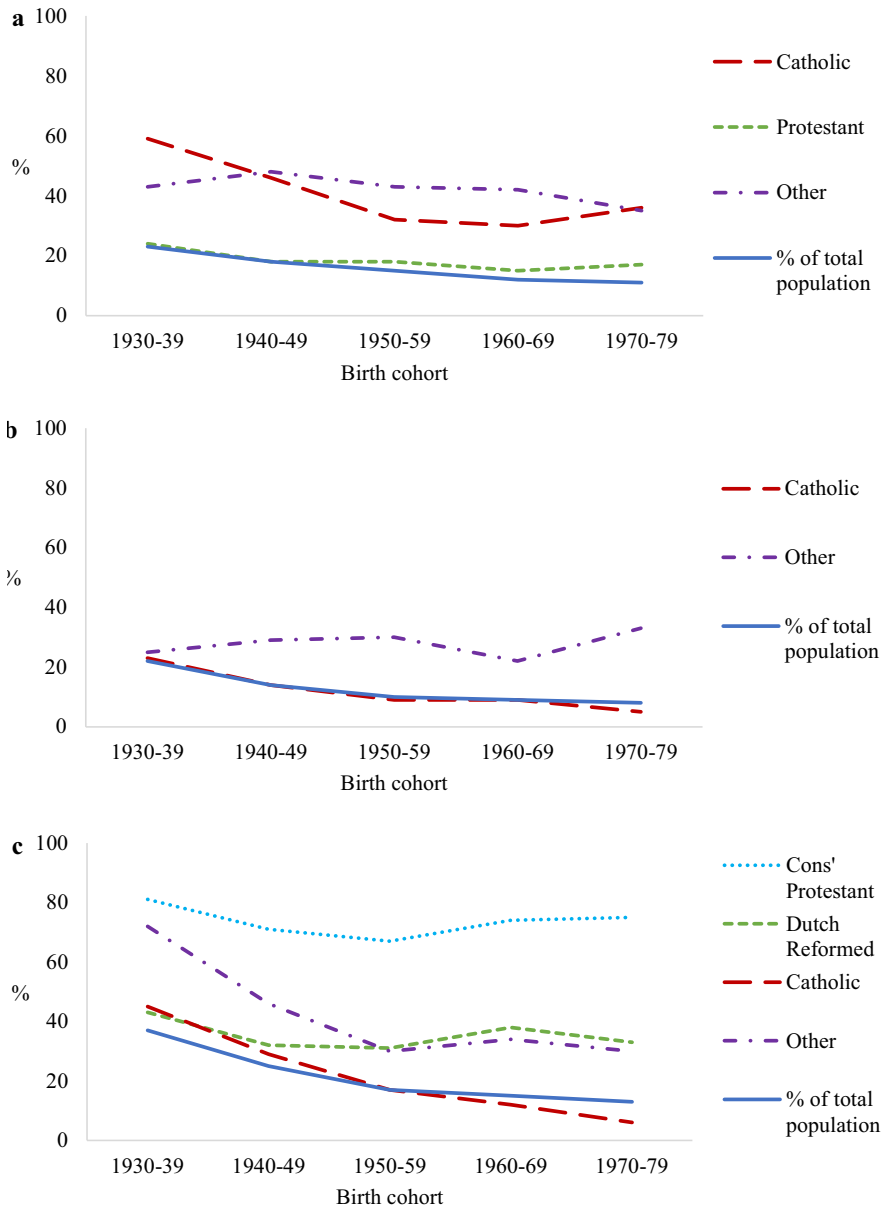 a
100
80
60
40
20
0
%
1930-39 1940-49 1950-59 1960-69 1970-79
Birth cohort
Catholic
Protestant
Other
% of total
population
b
100
80
60
40
20
0
%
1930-39 1940-49 1950-59 1960-69 1970-79
Birth cohort
Catholic
Other
% of total
population
c
100
80
60
40
20
0
%
1930-39 1940-49 1950-59 1960-69 1970-79
Birth cohort
Cons'
Protestant
Dutch
Reformed
Catholic
Other
% of total
population